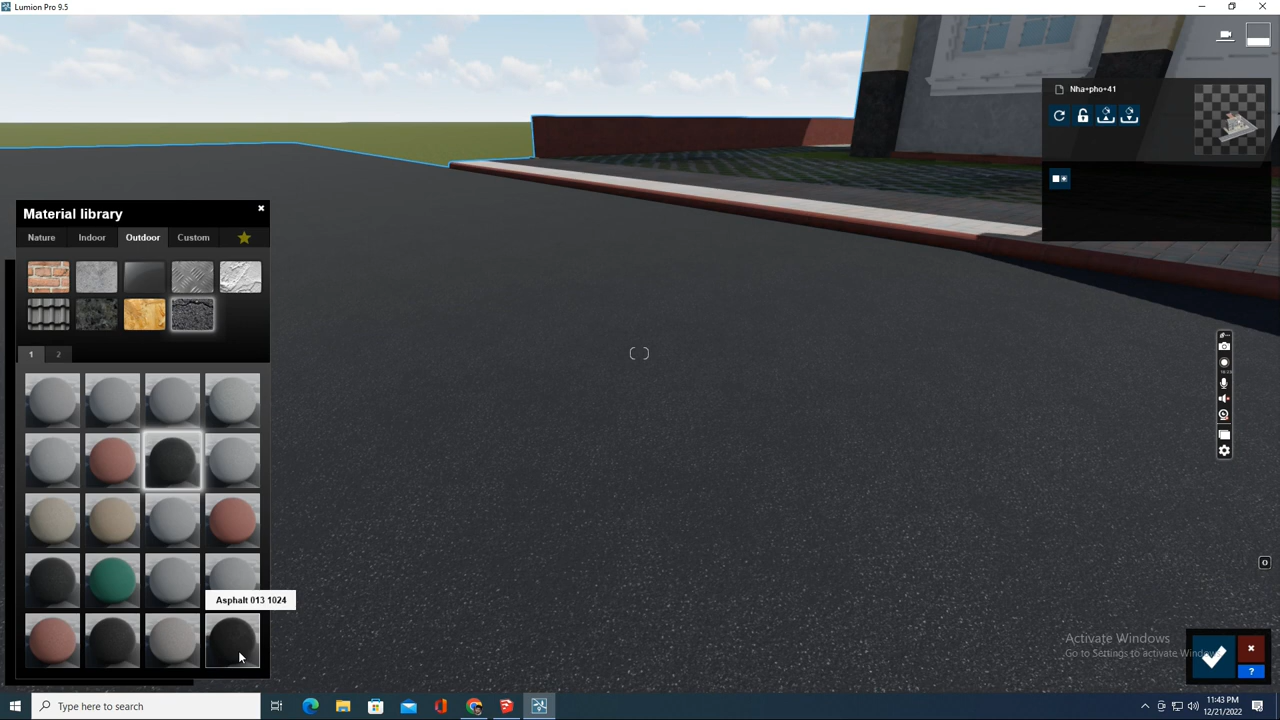 Lumion Pro 9.5
Nha+pho+41
Material library
Nature Indoor Outdoor Custom
1 2
Asphalt 013 1024
Activate Windows
Go to Settings to activate Windows.
?
Type here to search
11:43 PM
12/21/2022